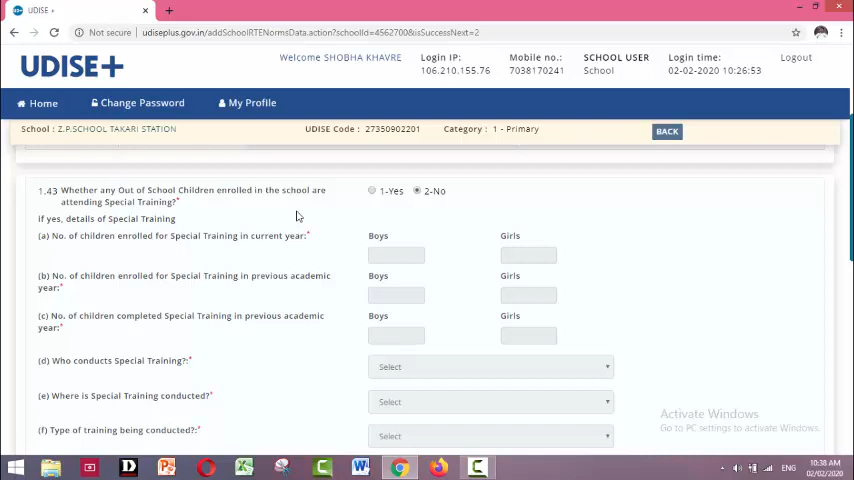 UDISE +
Not secure | udiseplus.gov.in/addSchoolRTENormsData.action?schoolId=4562700&isSuccessNext=2
UDISE+
Welcome SHOBHA KHAVRE
Login IP:
106.210.155.76
Mobile no.:
7038170241
SCHOOL USER
School
Login time:
02-02-2020 10:26:53
Logout
Home
Change Password
My Profile
School : Z.P.SCHOOL TAKARI STATION
UDISE Code : 27350902201
Category : 1 - Primary
BACK
1.43 Whether any Out of School Children enrolled in the school are
attending Special Training?*
1-Yes 2-No
if yes, details of Special Training
(a) No. of children enrolled for Special Training in current year:*
Boys Girls
(b) No. of children enrolled for Special Training in previous academic
year:*
Boys Girls
(c) No. of children completed Special Training in previous academic
year:*
Boys Girls
(d) Who conducts Special Training?:*
Select
(e) Where is Special Training conducted?*
Select
(f) Type of training being conducted?:*
Select
Activate Windows
Go to PC settings to activate Windows.
ENG
10:38 AM
02/02/2020